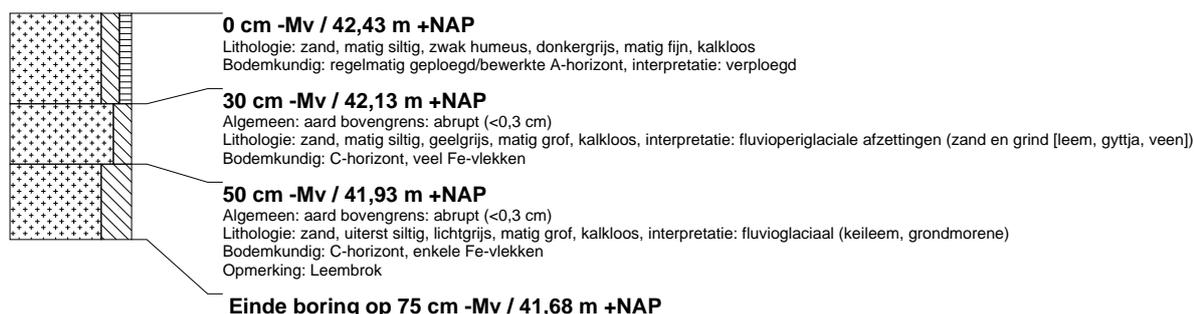 0 cm -Mv / 42,43 m +NAP
Lithologie: zand, matig siltig, zwak humeus, donkergrijs, matig fijn, kalkloos
Bodemkundig: regelmatig geploegd/bewerkte A-horizont, interpretatie: verploegd
30 cm -Mv / 42,13 m +NAP
Algemeen: aard bovengrens: abrupt (<0,3 cm)
Lithologie: zand, matig siltig, geelgrijs, matig grof, kalkloos, interpretatie: fluvioperiglaciale afzettingen (zand en grind [leem, gyttja, veen])
Bodemkundig: C-horizont, veel Fe-vlekken
50 cm -Mv / 41,93 m +NAP
Algemeen: aard bovengrens: abrupt (<0,3 cm)
Lithologie: zand, uiterst siltig, lichtgrijs, matig grof, kalkloos, interpretatie: fluvioglaciaal (keileem, grondmorene)
Bodemkundig: C-horizont, enkele Fe-vlekken
Opmerking: Leembrok
Einde boring op 75 cm -Mv / 41,68 m +NAP